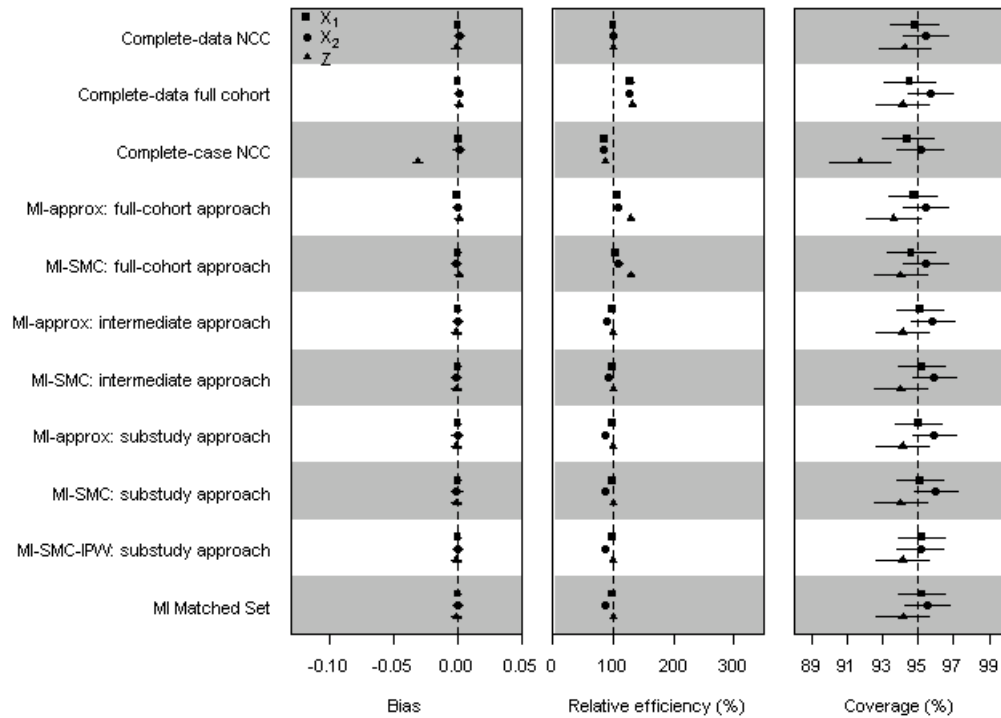 X1
X2
Z
Complete-data NCC
Complete-data full cohort
Complete-case NCC
MI-approx: full-cohort approach
MI-SMC: full-cohort approach
MI-approx: intermediate approach
MI-SMC: intermediate approach
MI-approx: substudy approach
MI-SMC: substudy approach
MI-SMC-IPW: substudy approach
MI Matched Set
-0.10 0.00 0.05
0 100 200 300
89 91 93 95 97 99
Bias
Relative efficiency (%)
Coverage (%)